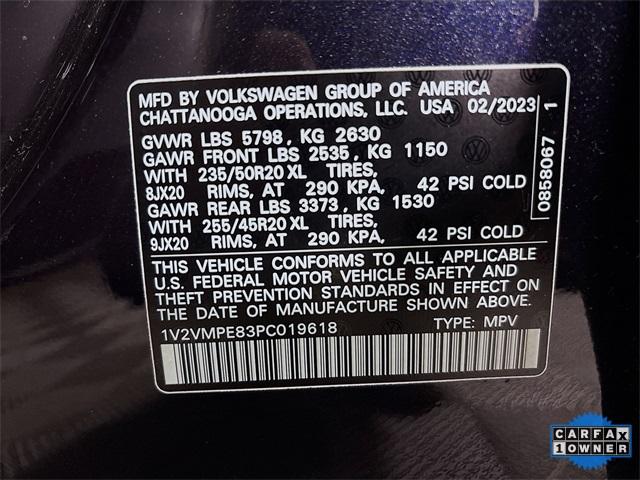 MFD BY VOLKSWAGEN GROUP OF AMERICA
CHATTANOOGA OPERATIONS, LLC. USA 02/2023
GVWR LBS 5798, KG 2630
GAWR FRONT LBS 2535, KG 1150
WITH 235/50R20 XL TIRES,
8JX20 RIMS, AT 290 KPA, 42 PSI COLD
GAWR REAR LBS 3373, KG 1530
WITH 255/45R20 XL TIRES,
9JX20 RIMS, AT 290 KPA, 42 PSI COLD
0858067 1
THIS VEHICLE CONFORMS TO ALL APPLICABLE
U.S. FEDERAL MOTOR VEHICLE SAFETY AND
THEFT PREVENTION STANDARDS IN EFFECT ON
THE DATE OF MANUFACTURE SHOWN ABOVE.
1V2VMPE83PC019618 TYPE: MPV
CARFAX
1 OWNER